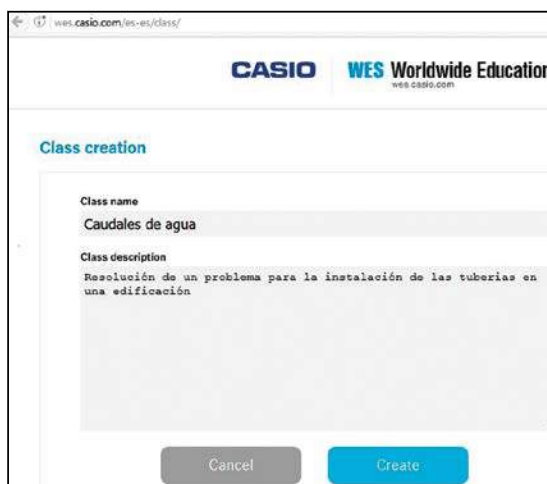 wes.casio.com/es-es/class/
CASIO WES Worldwide Education
wes.casio.com
Class creation
Class name
Caudales de agua
Class description
Resolución de un problema para la instalación de las tuberias en
una edificación
Cancel Create